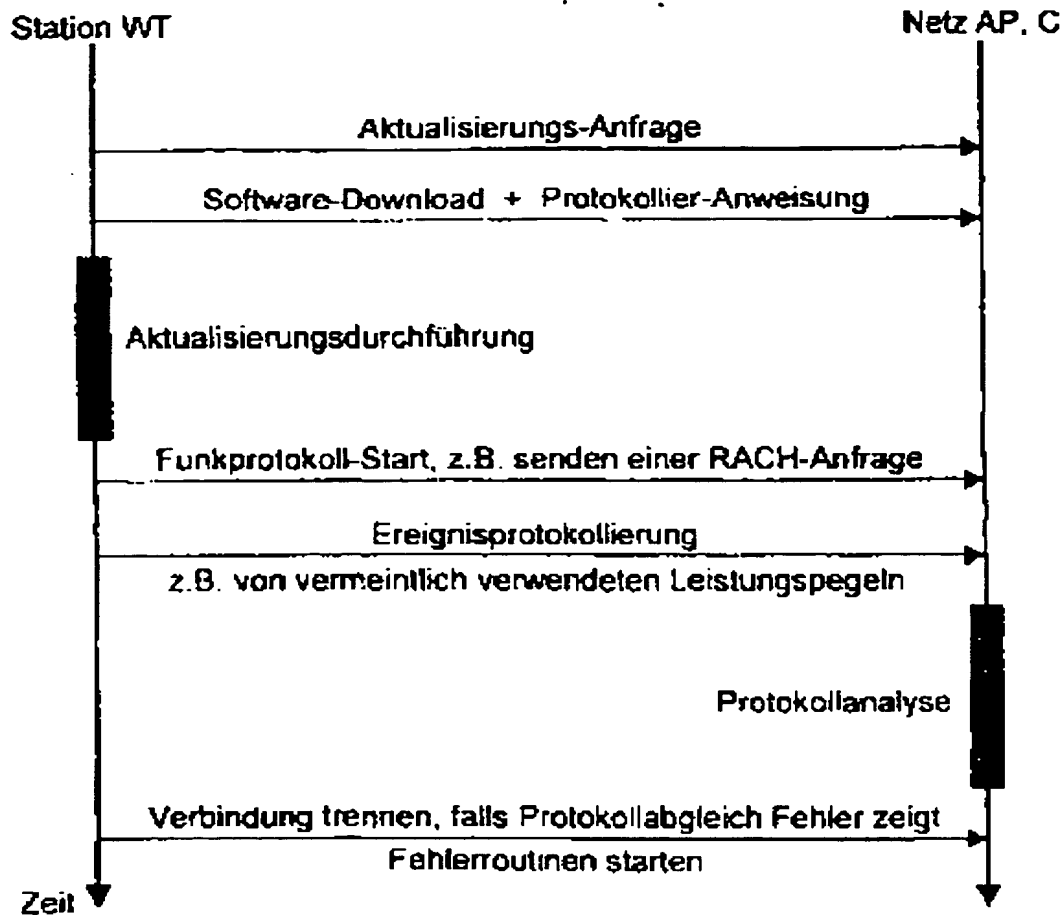 Station WT
Netz AP, C
Aktualisierungs-Anfrage
Software-Download + Protokollier-Anweisung
Aktualisierungsdurchführung
Funkprotokoll-Start, z.B. senden einer RACH-Anfrage
Ereignisprotokollierung
z.B. von vermeintlich verwendeten Leistungspegeln
Protokollanalyse
Verbindung trennen, falls Protokollabgleich Fehler zeigt
Fehlerroutinen starten
Zeit